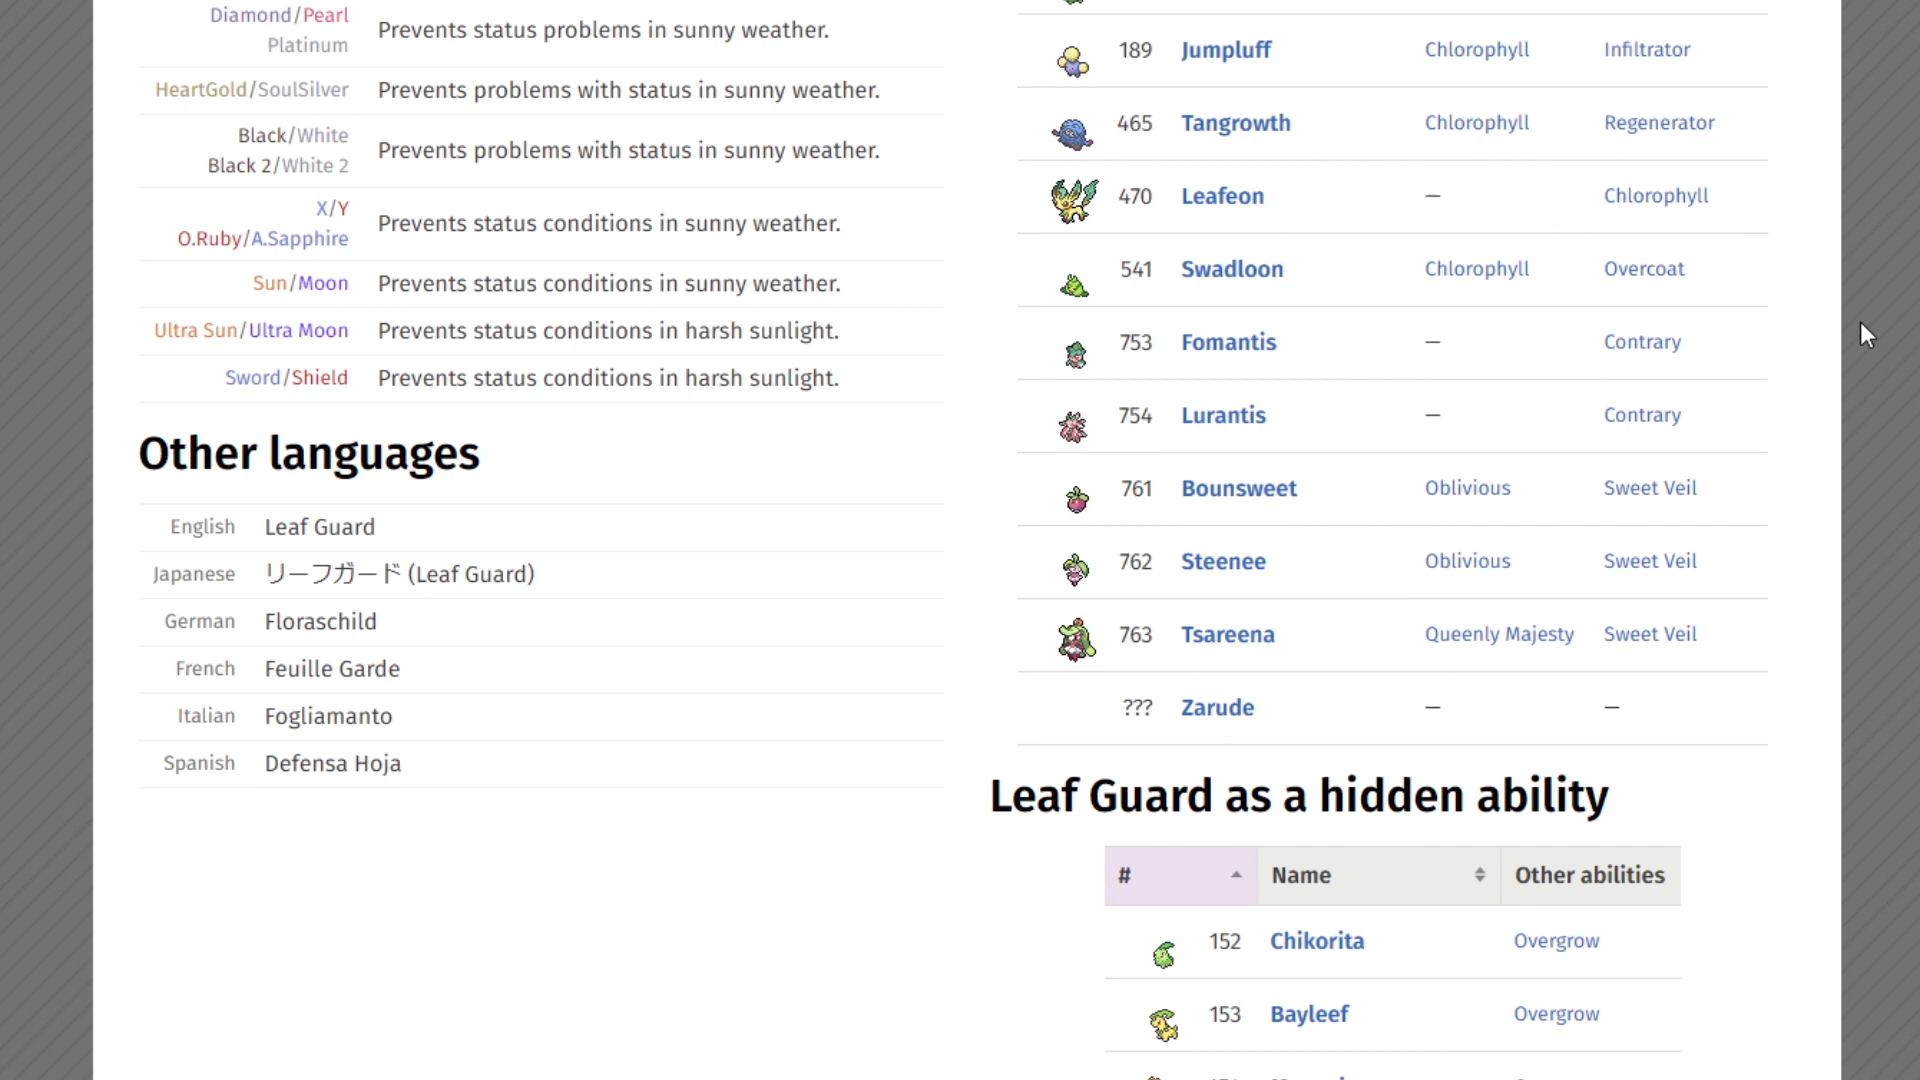 Diamond/Pearl
Platinum
Prevents status problems in sunny weather.
HeartGold/SoulSilver
Prevents problems with status in sunny weather.
Black/White
Black 2/White 2
Prevents problems with status in sunny weather.
X/Y
O.Ruby/A.Sapphire
Prevents status conditions in sunny weather.
Sun/Moon
Prevents status conditions in sunny weather.
Ultra Sun/Ultra Moon
Prevents status conditions in harsh sunlight.
Sword/Shield
Prevents status conditions in harsh sunlight.
Other languages
English Leaf Guard
Japanese リーフガード (Leaf Guard)
German Floraschild
French Feuille Garde
Italian Fogliamanto
Spanish Defensa Hoja
189 Jumpluff Chlorophyll Infiltrator
465 Tangrowth Chlorophyll Regenerator
470 Leafeon — Chlorophyll
541 Swadloon Chlorophyll Overcoat
753 Fomantis — Contrary
754 Lurantis — Contrary
761 Bounsweet Oblivious Sweet Veil
762 Steenee Oblivious Sweet Veil
763 Tsareena Queenly Majesty Sweet Veil
??? Zarude — —
Leaf Guard as a hidden ability
# Name Other abilities
152 Chikorita Overgrow
153 Bayleef Overgrow